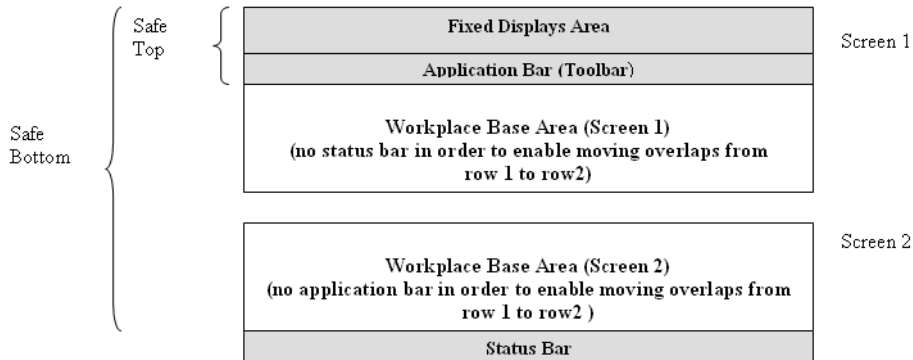 Safe
Top
Fixed Displays Area
Screen 1
Application Bar (Toolbar)
Safe
Bottom
Workplace Base Area (Screen 1)
(no status bar in order to enable moving overlaps from
row 1 to row2)
Screen 2
Workplace Base Area (Screen 2)
(no application bar in order to enable moving overlaps from
row 1 to row2 )
Status Bar